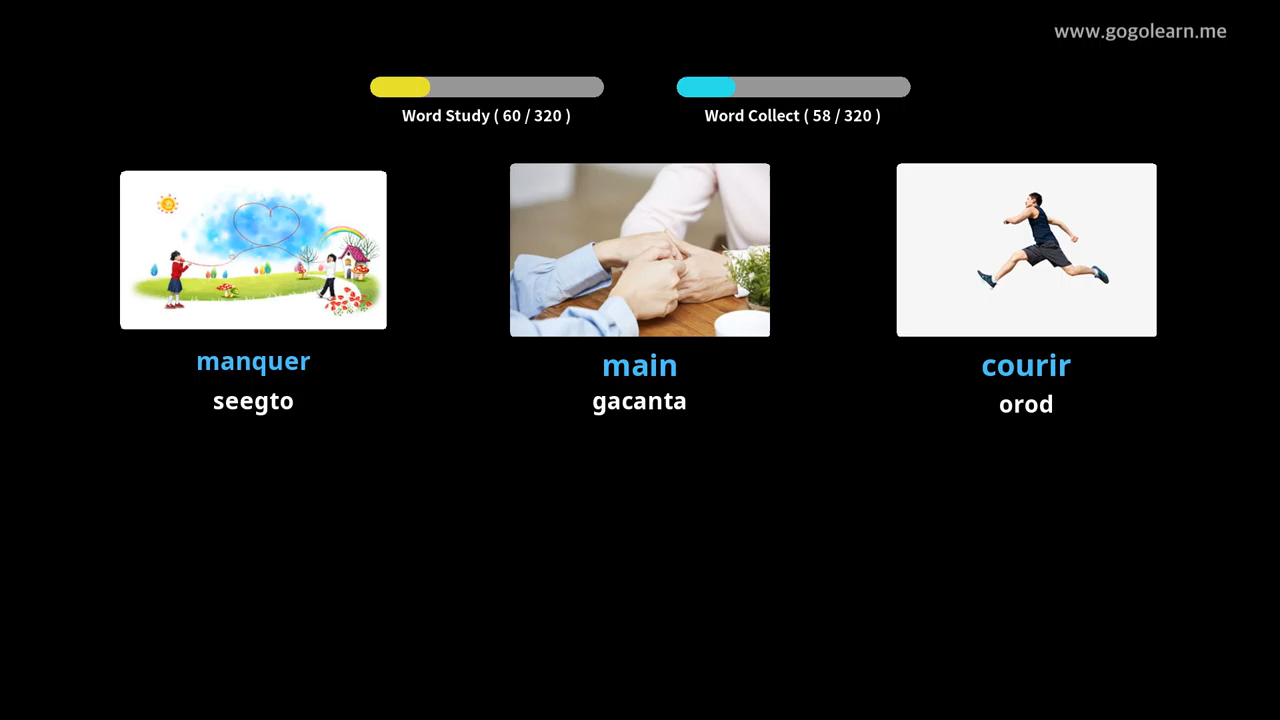 www.gogolearn.me
Word Study ( 60 / 320 )
Word Collect ( 58 / 320 )
manquer
seegto
main
gacanta
courir
orod